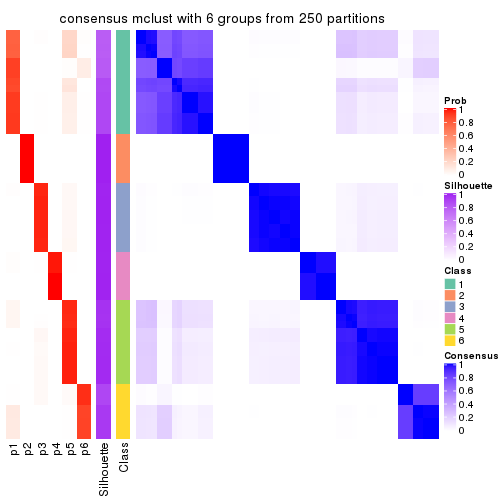 consensus mclust with 6 groups from 250 partitions
Prob
1
0.8
0.6
0.4
0.2
0
Silhouette
1
0.8
0.6
0.4
0.2
0
Class
1
2
3
4
5
6
Consensus
1
0.8
0.6
0.4
0.2
0
p1
p2
p3
p4
p5
p6
Silhouette
Class